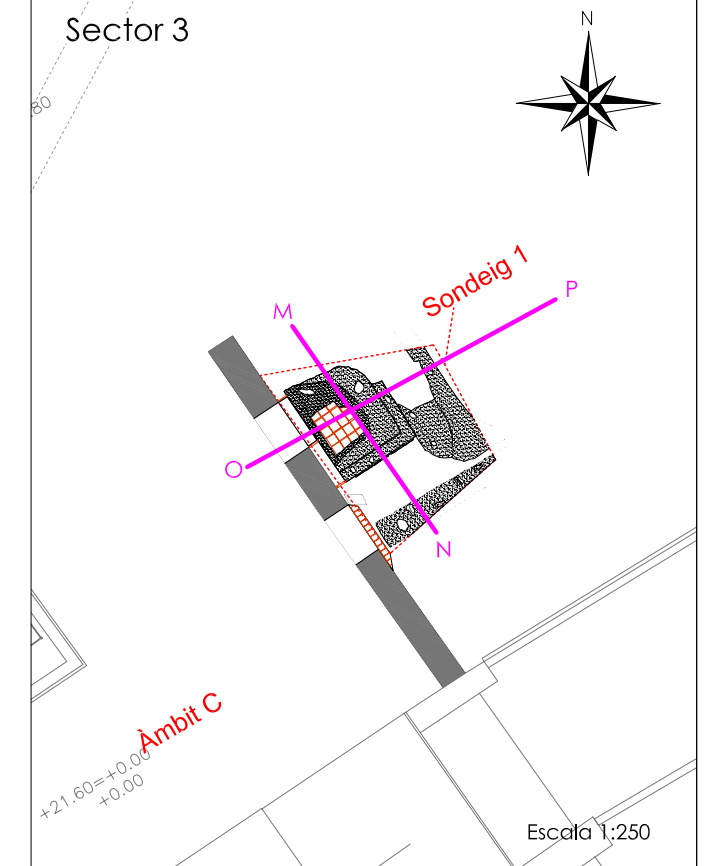 Sector 3
N
.80
Sondeig 1
P
M
O
N
Àmbit C
+21.60=+0.00
+0.00
Escala 1:250